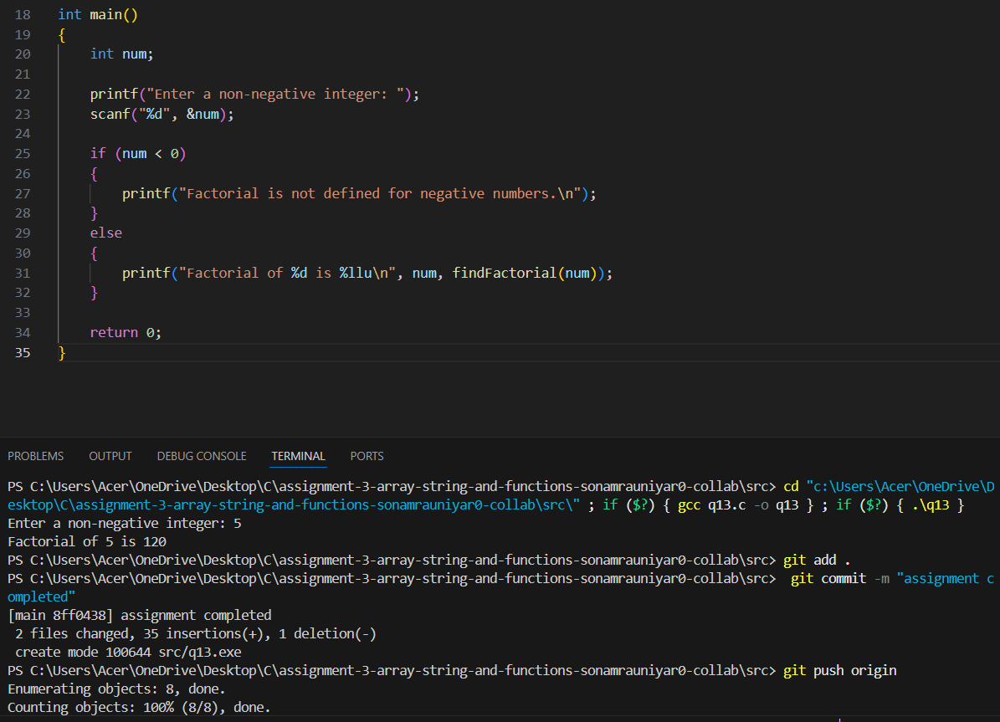 18 int main()
19 {
20     int num;
21
22     printf("Enter a non-negative integer: ");
23     scanf("%d", &num);
24
25     if (num < 0)
26     {
27         printf("Factorial is not defined for negative numbers.\n");
28     }
29     else
30     {
31         printf("Factorial of %d is %llu\n", num, findFactorial(num));
32     }
33
34     return 0;
35 }
PROBLEMS OUTPUT DEBUG CONSOLE TERMINAL PORTS
PS C:\Users\Acer\OneDrive\Desktop\C\assignment-3-array-string-and-functions-sonamrauniyar0-collab\src> cd "c:\Users\Acer\OneDrive\D
esktop\C\assignment-3-array-string-and-functions-sonamrauniyar0-collab\src\" ; if ($?) { gcc q13.c -o q13 } ; if ($?) { .\q13 }
Enter a non-negative integer: 5
Factorial of 5 is 120
PS C:\Users\Acer\OneDrive\Desktop\C\assignment-3-array-string-and-functions-sonamrauniyar0-collab\src> git add .
PS C:\Users\Acer\OneDrive\Desktop\C\assignment-3-array-string-and-functions-sonamrauniyar0-collab\src>  git commit -m "assignment c
ompleted"
[main 8ff0438] assignment completed
 2 files changed, 35 insertions(+), 1 deletion(-)
 create mode 100644 src/q13.exe
PS C:\Users\Acer\OneDrive\Desktop\C\assignment-3-array-string-and-functions-sonamrauniyar0-collab\src> git push origin
Enumerating objects: 8, done.
Counting objects: 100% (8/8), done.